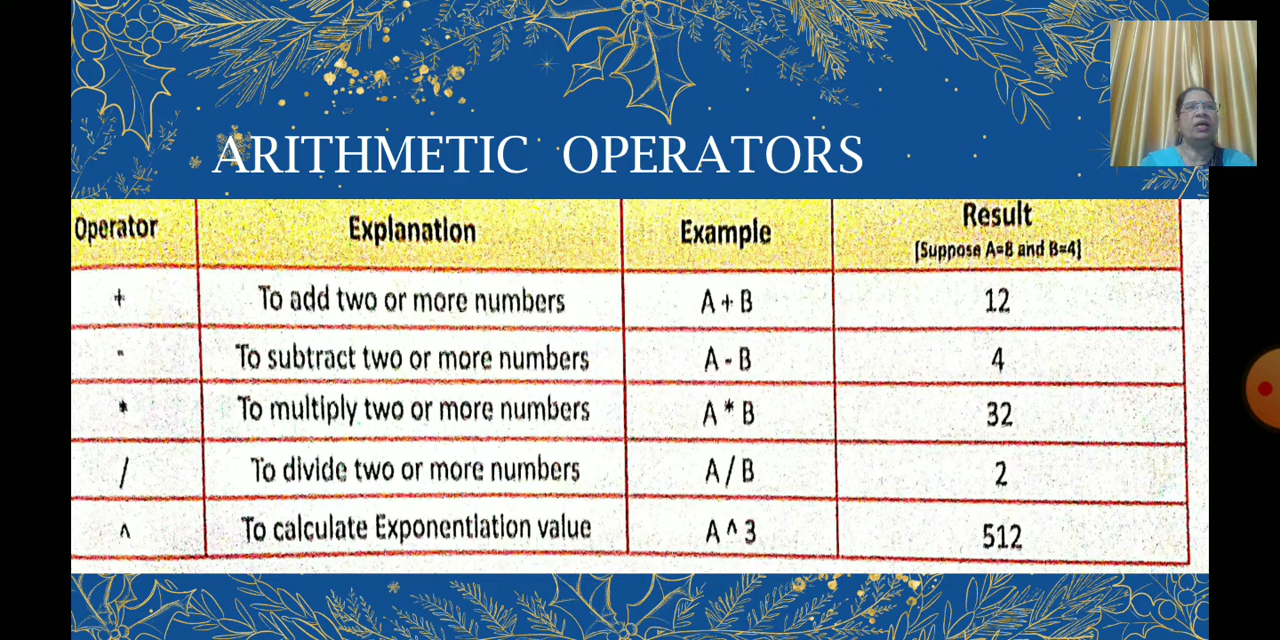 ARITHMETIC OPERATORS
Operator Explanation Example Result
[Suppose A=8 and B=4]
+ To add two or more numbers A + B 12
- To subtract two or more numbers A - B 4
* To multiply two or more numbers A * B 32
/ To divide two or more numbers A / B 2
^ To calculate Exponentiation value A ^ 3 512